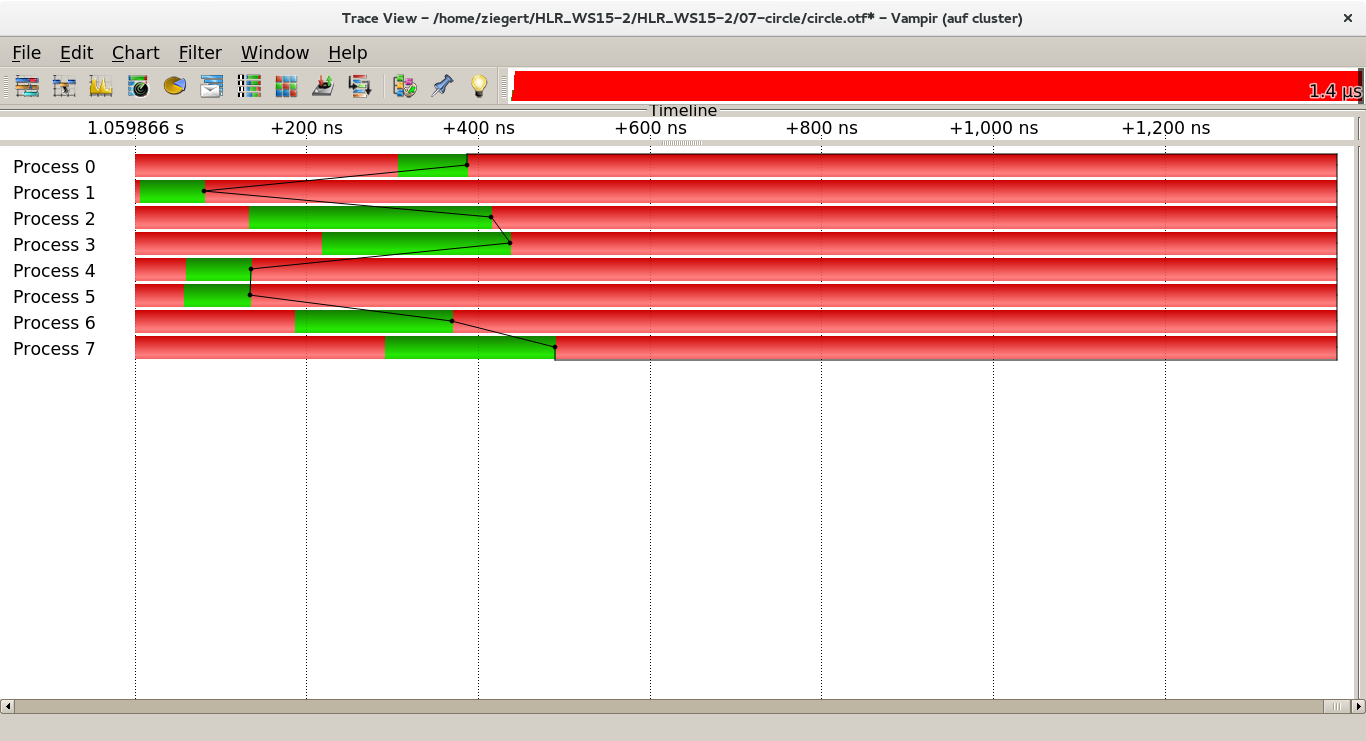 Trace View – /home/ziegert/HLR_WS15-2/HLR_WS15-2/07-circle/circle.otf* – Vampir (auf cluster)
File Edit Chart Filter Window Help
1.4 µs
Timeline
1.059866 s +200 ns +400 ns +600 ns +800 ns +1,000 ns +1,200 ns
Process 0
Process 1
Process 2
Process 3
Process 4
Process 5
Process 6
Process 7